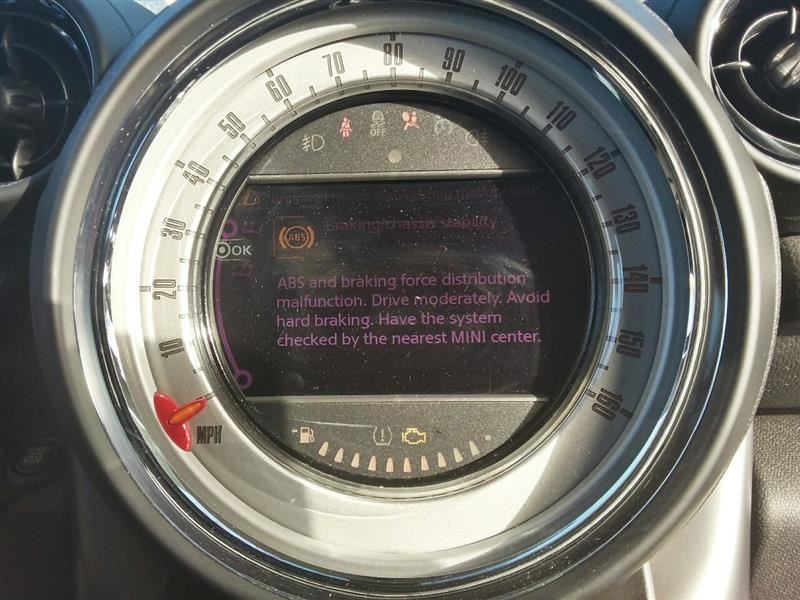 80
70 90
60 100
50 110
OFF
40 120
Braking/chassis stability
30 130
OK ABS
ABS and braking force distribution
20 malfunction. Drive moderately. Avoid 140
hard braking. Have the system
checked by the nearest MINI center.
10 150
160
MPH
START
STOP